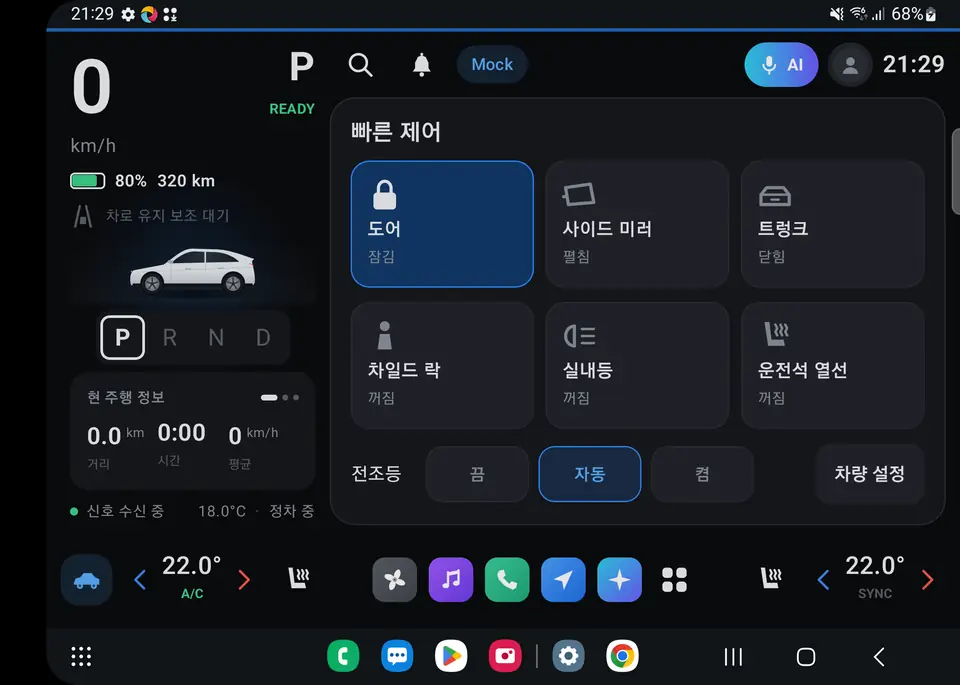 21:29
68%
0
P
READY
km/h
80% 320 km
차로 유지 보조 대기
P R N D
현 주행 정보
0.0 km 0:00 0 km/h
거리 시간 평균
신호 수신 중 18.0°C · 정차 중
Mock
AI
21:29
빠른 제어
도어
잠김
사이드 미러
펼침
트렁크
닫힘
차일드 락
꺼짐
실내등
꺼짐
운전석 열선
꺼짐
전조등 끔 자동 켬 차량 설정
22.0°
A/C
22.0°
SYNC